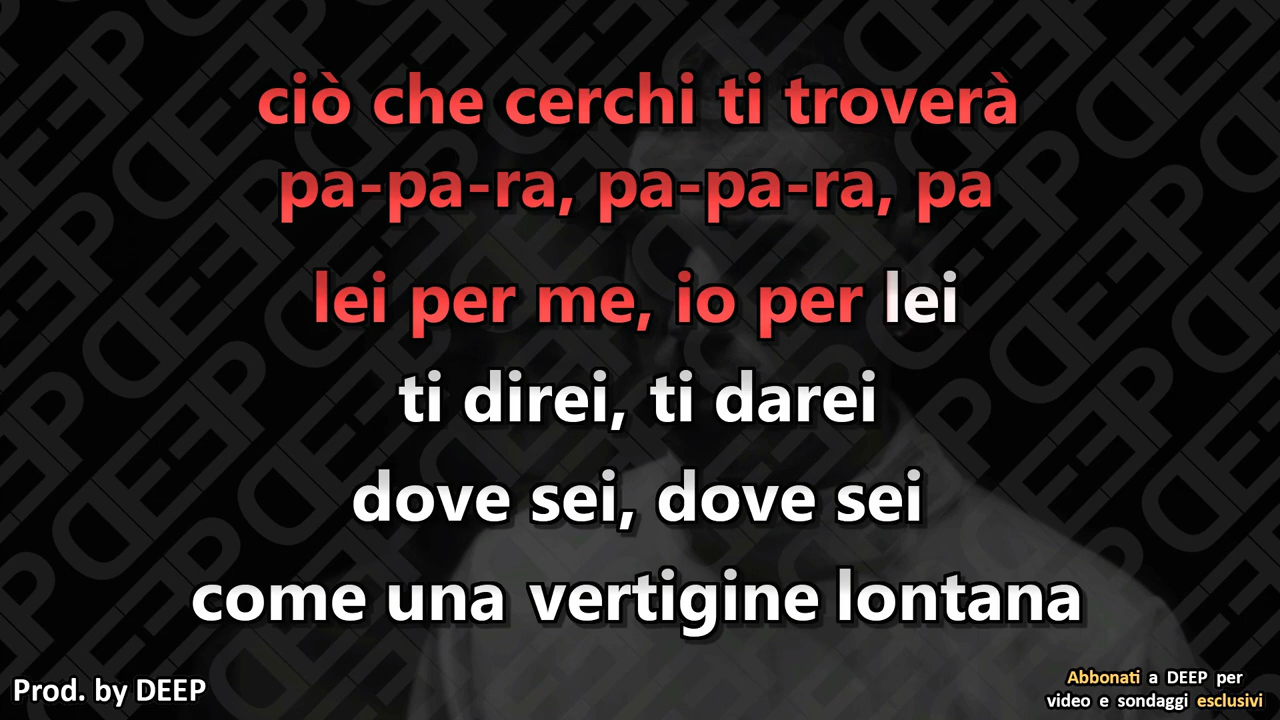 ciò che cerchi ti troverà
pa-pa-ra, pa-pa-ra, pa
lei per me, io per lei
ti direi, ti darei
dove sei, dove sei
come una vertigine lontana
Prod. by DEEP
Abbonati a DEEP per
video e sondaggi esclusivi